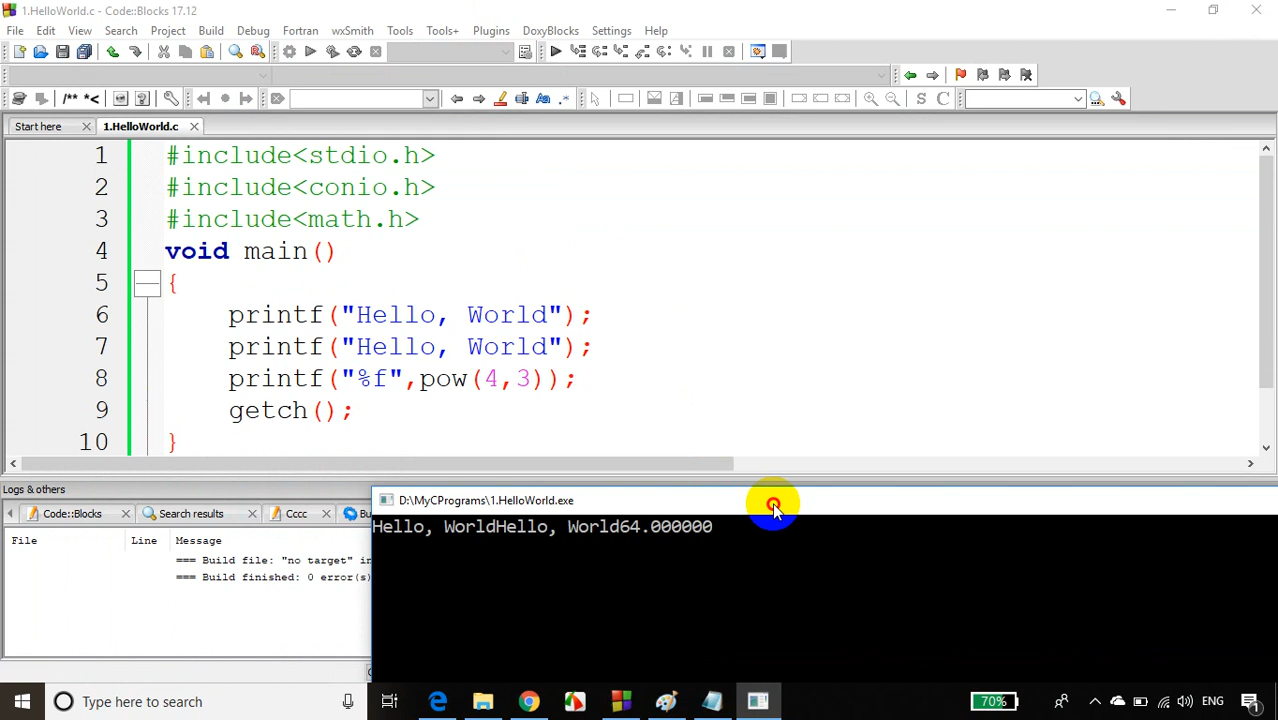 1.HelloWorld.c - Code::Blocks 17.12
File Edit View Search Project Build Debug Fortran wxSmith Tools Tools+ Plugins DoxyBlocks Settings Help
/** *<
S C
Start here 1.HelloWorld.c
1 #include<stdio.h>
2 #include<conio.h>
3 #include<math.h>
4 void main()
5 {
6 printf("Hello, World");
7 printf("Hello, World");
8 printf("%f",pow(4,3));
9 getch();
10 }
Logs & others
Code::Blocks Search results Cccc Bu
File Line Message
=== Build file: "no target" in
=== Build finished: 0 error(s)
D:\MyCPrograms\1.HelloWorld.exe
Hello, WorldHello, World64.000000
Type here to search
70%
ENG
1